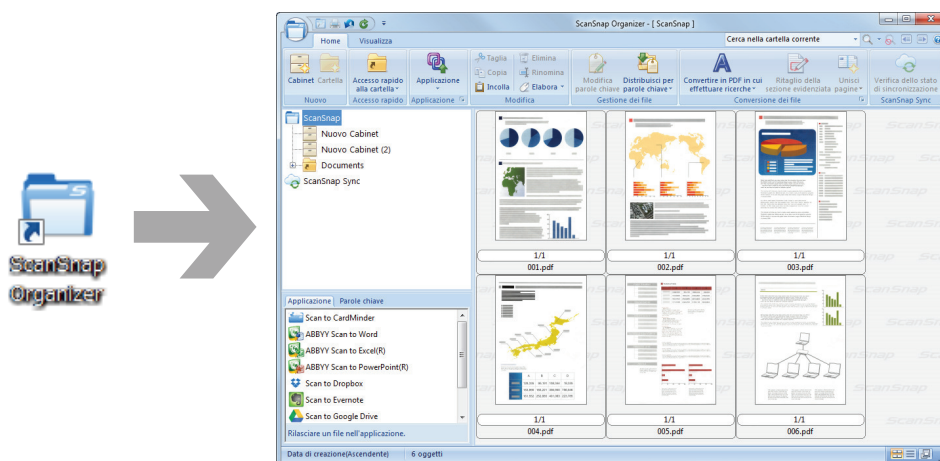 ScanSnap
Organizer
ScanSnap Organizer - [ ScanSnap ]
Home
Visualizza
Cerca nella cartella corrente
Cabinet
Cartella
Accesso rapido
alla cartella
Applicazione
Taglia
Copia
Incolla
Elimina
Rinomina
Elabora
Modifica
parole chiave
Distribuisci per
parole chiave
Convertire in PDF in cui
effettuare ricerche
Ritaglio della
sezione evidenziata
Unisci
pagine
Verifica dello stato
di sincronizzazione
Nuovo
Accesso rapido
Applicazione
Modifica
Gestione dei file
Conversione dei file
ScanSnap Sync
ScanSnap
Nuovo Cabinet
Nuovo Cabinet (2)
Documents
ScanSnap Sync
Applicazione
Parole chiave
Scan to CardMinder
ABBYY Scan to Word
ABBYY Scan to Excel(R)
ABBYY Scan to PowerPoint(R)
Scan to Dropbox
Scan to Evernote
Scan to Google Drive
Rilasciare un file nell'applicazione.
1/1
001.pdf
1/1
002.pdf
1/1
003.pdf
1/1
004.pdf
1/1
005.pdf
1/1
006.pdf
Data di creazione(Ascendente)
6 oggetti